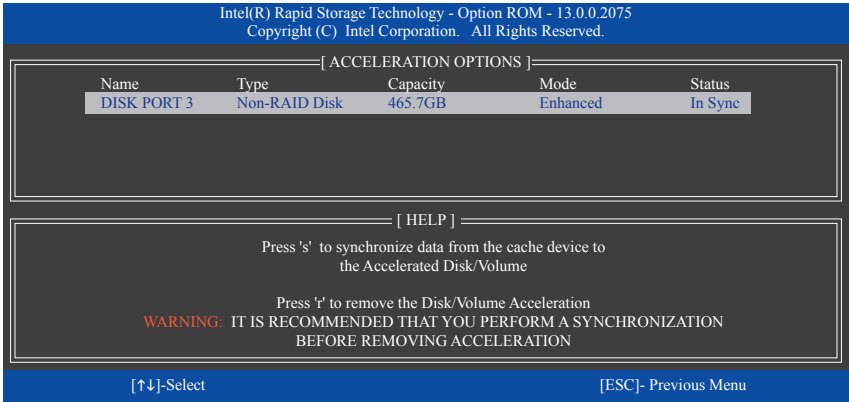 Intel(R) Rapid Storage Technology - Option ROM - 13.0.0.2075
Copyright (C) Intel Corporation. All Rights Reserved.
[ ACCELERATION OPTIONS ]
Name Type Capacity Mode Status
DISK PORT 3 Non-RAID Disk 465.7GB Enhanced In Sync
[ HELP ]
Press 's' to synchronize data from the cache device to
the Accelerated Disk/Volume
Press 'r' to remove the Disk/Volume Acceleration
WARNING: IT IS RECOMMENDED THAT YOU PERFORM A SYNCHRONIZATION
BEFORE REMOVING ACCELERATION
[↑↓]-Select [ESC]- Previous Menu